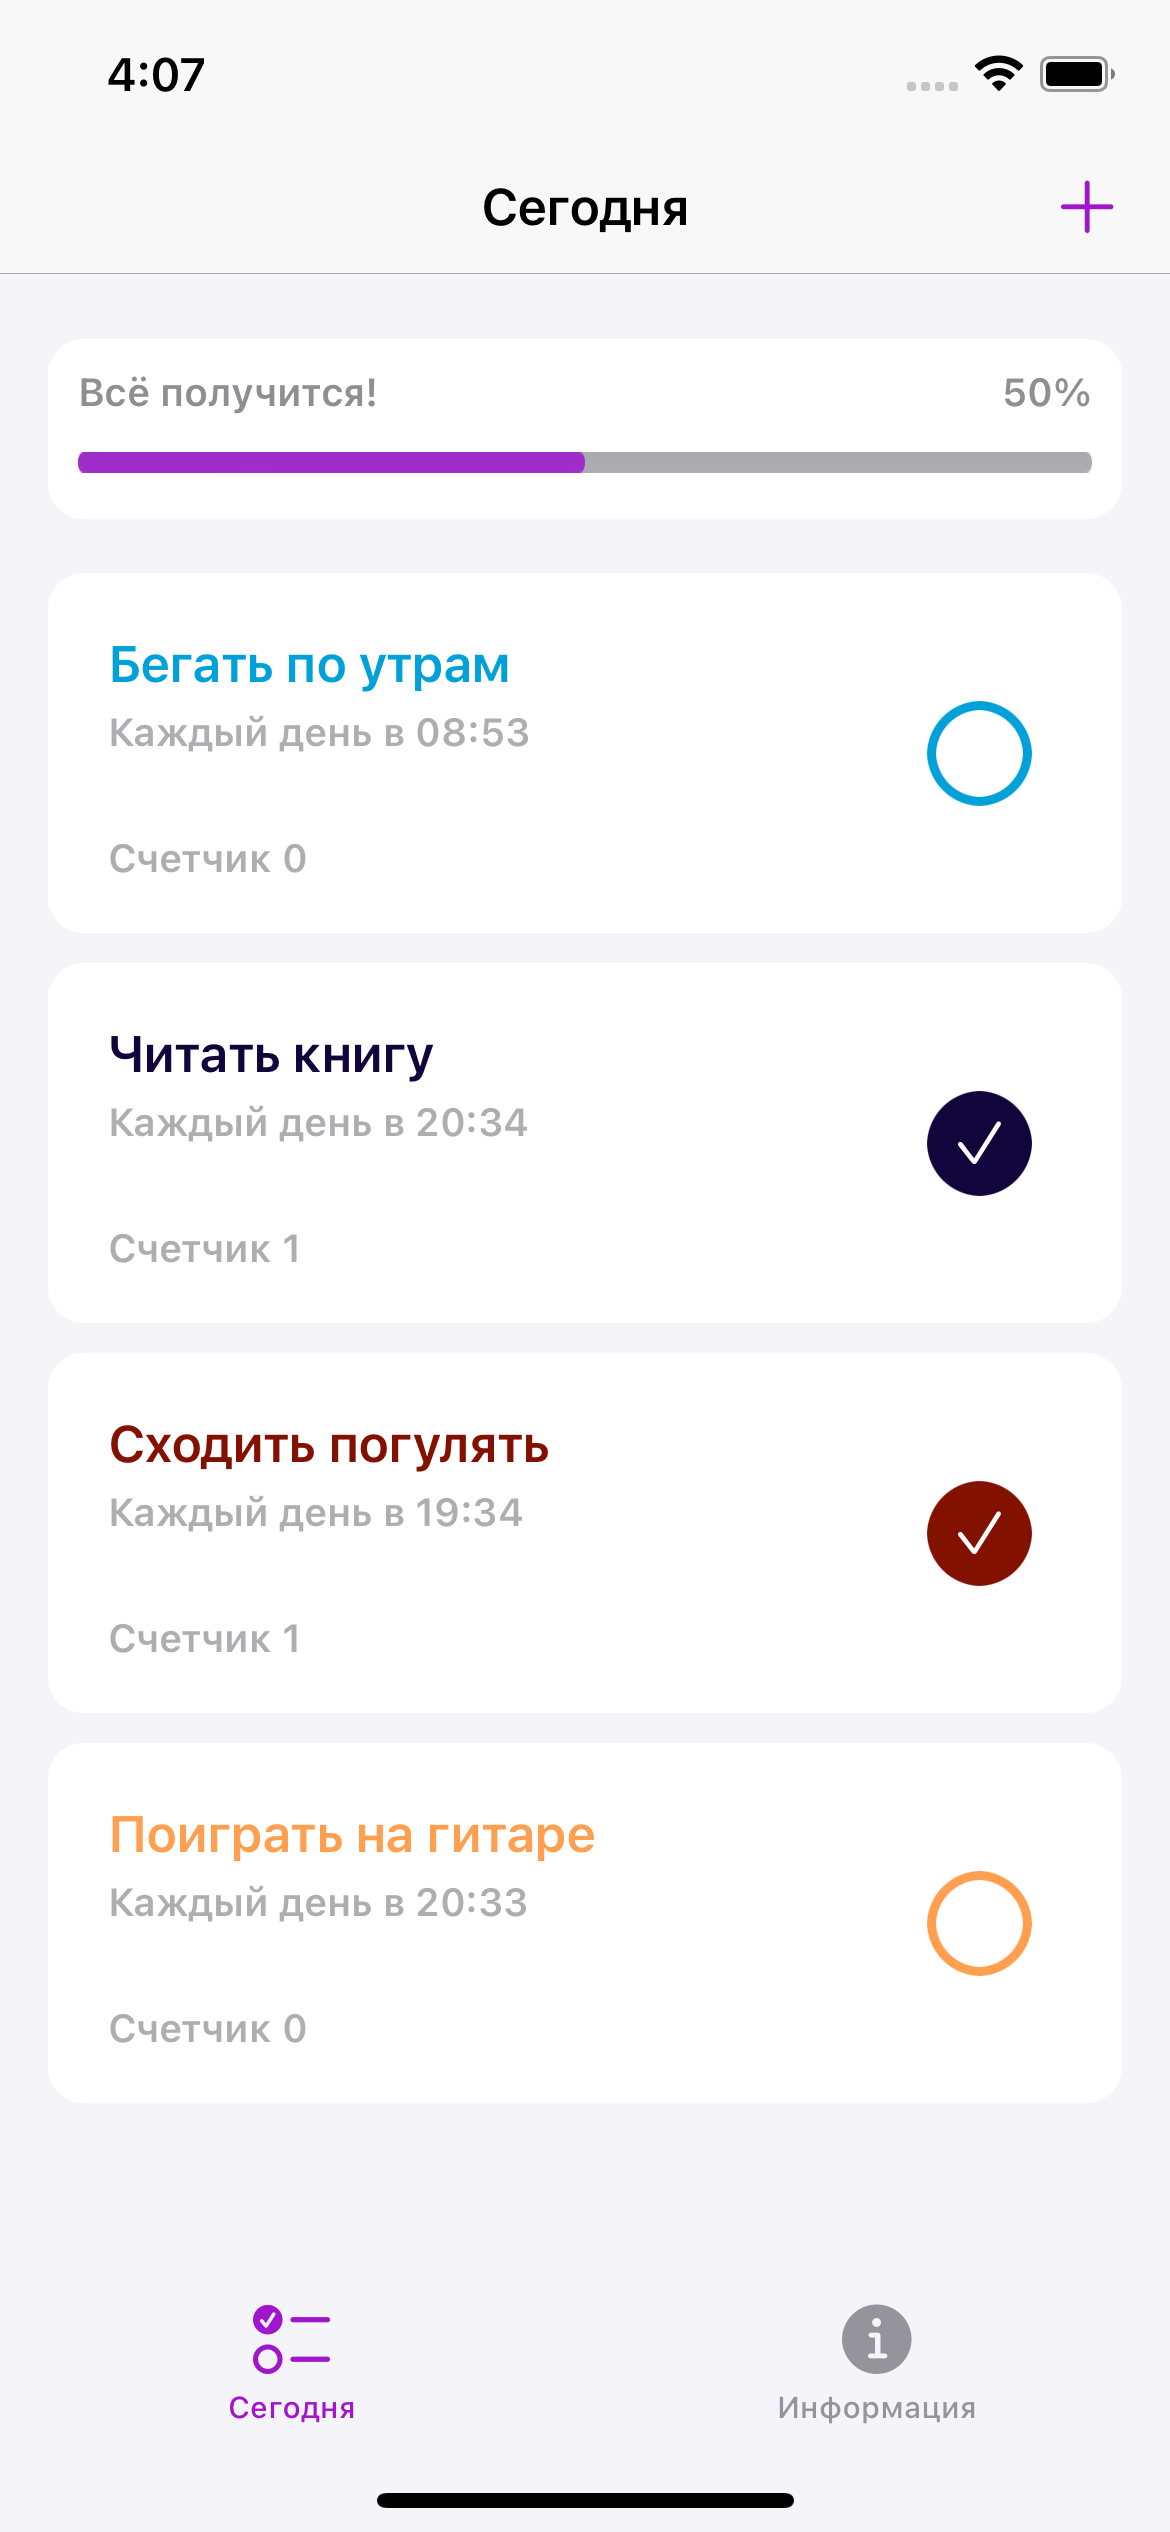 4:07
Сегодня
Всё получится! 50%
Бегать по утрам
Каждый день в 08:53
Счетчик 0
Читать книгу
Каждый день в 20:34
Счетчик 1
Сходить погулять
Каждый день в 19:34
Счетчик 1
Поиграть на гитаре
Каждый день в 20:33
Счетчик 0
Сегодня Информация